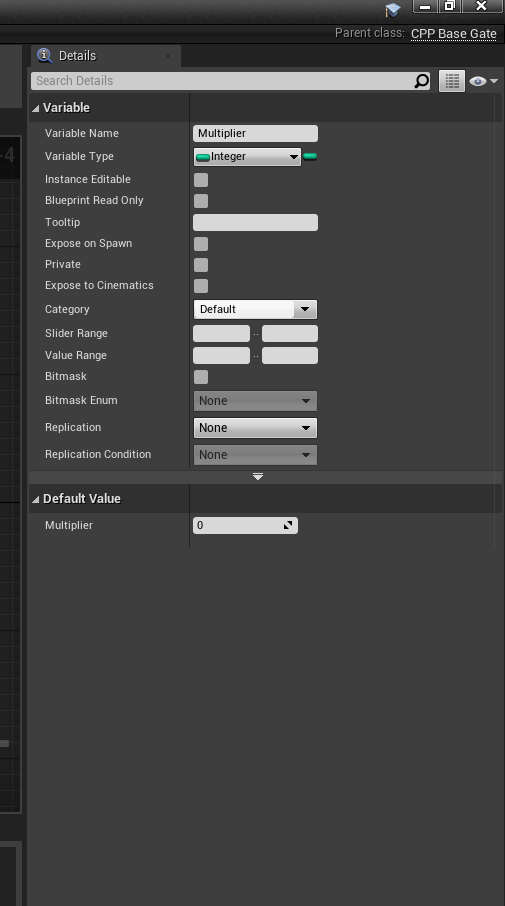 Parent class: CPP Base Gate
Details
Search Details
Variable
Variable Name Multiplier
Variable Type Integer
Instance Editable
Blueprint Read Only
Tooltip
Expose on Spawn
Private
Expose to Cinematics
Category Default
Slider Range ..
Value Range ..
Bitmask
Bitmask Enum None
Replication None
Replication Condition None
Default Value
Multiplier 0
-4